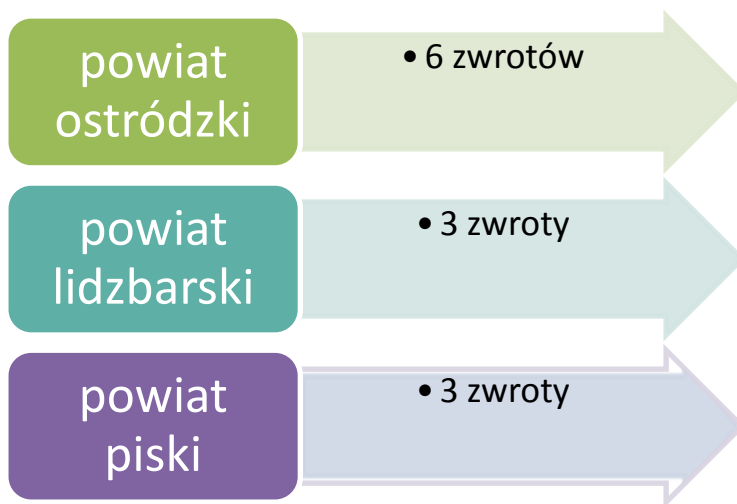 powiat
ostródzki
• 6 zwrotów
powiat
lidzbarski
• 3 zwroty
powiat
piski
• 3 zwroty